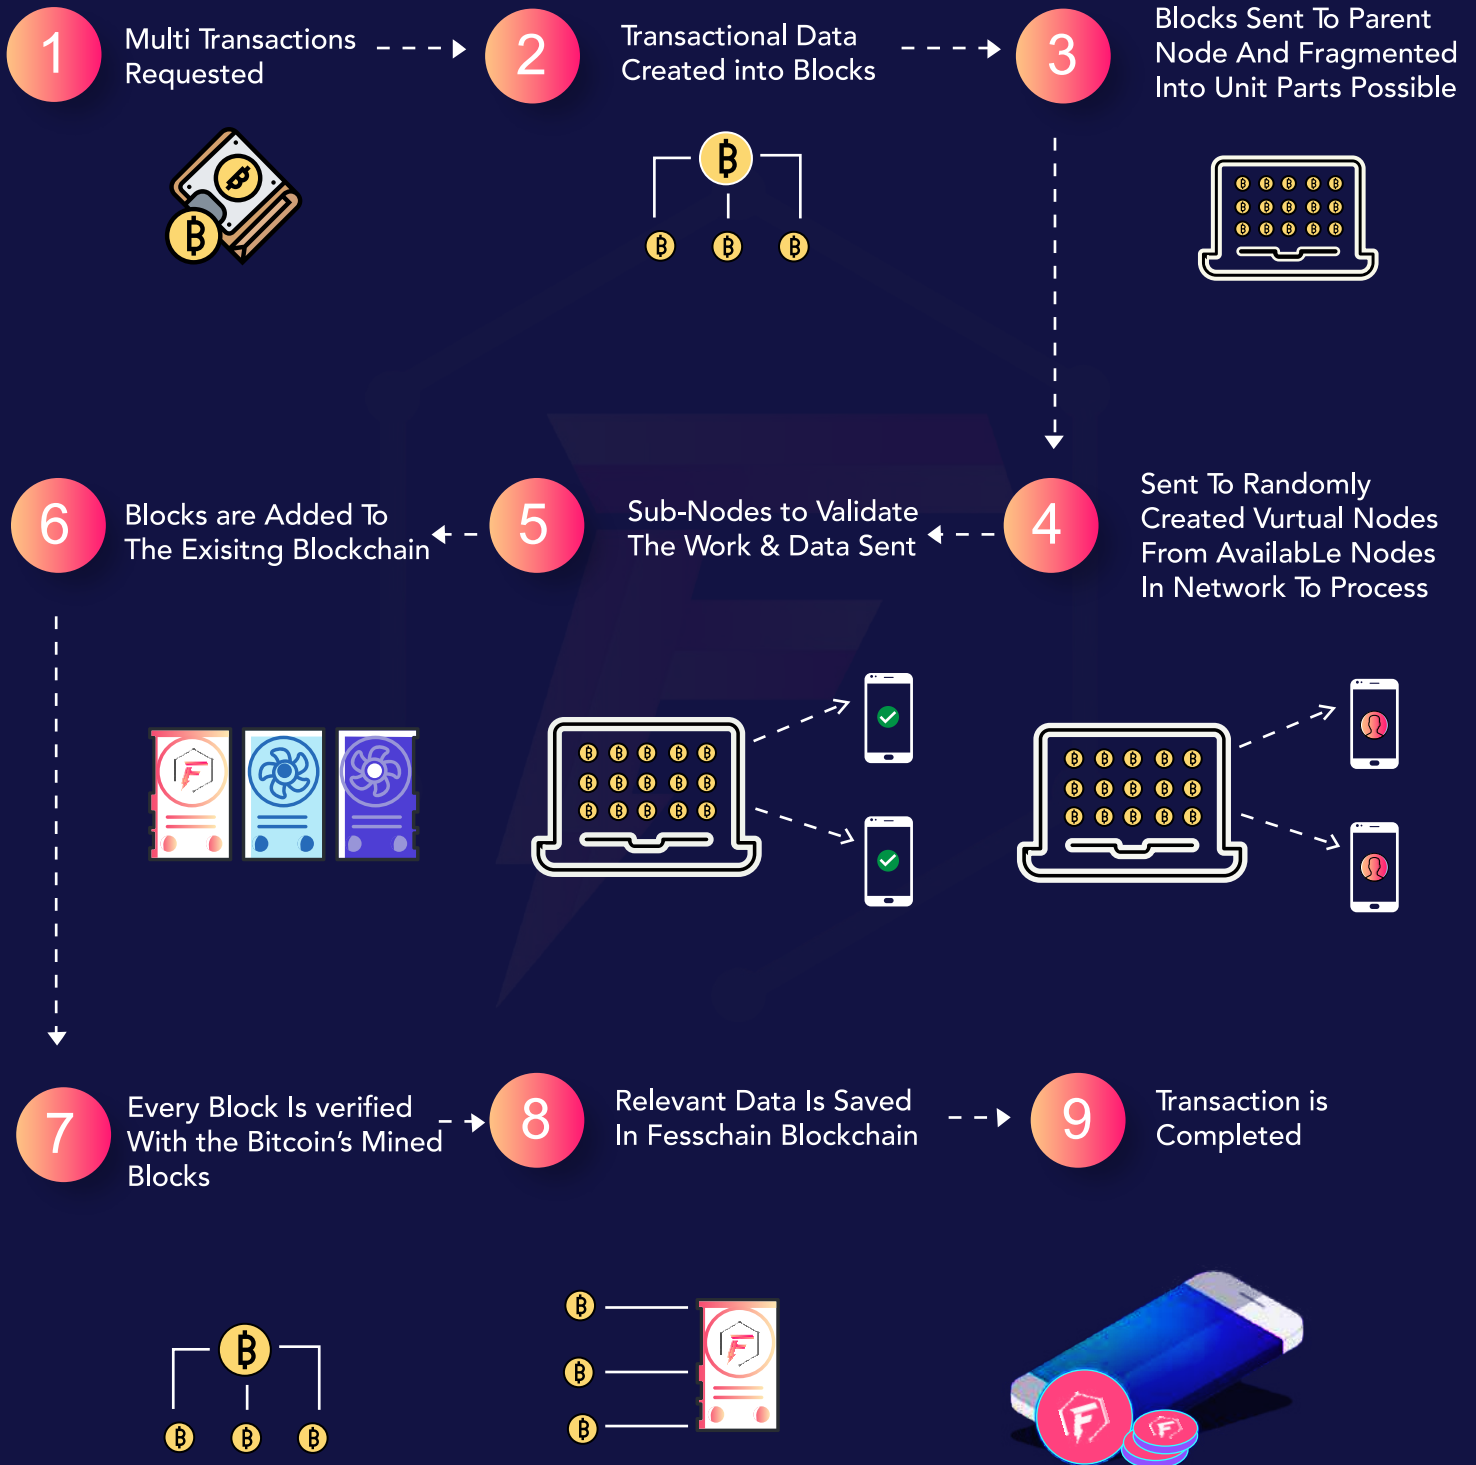 1
Multi Transactions
Requested
2
Transactional Data
Created into Blocks
3
Blocks Sent To Parent
Node And Fragmented
Into Unit Parts Possible
4
Sent To Randomly
Created Vurtual Nodes
From AvailabLe Nodes
In Network To Process
5
Sub-Nodes to Validate
The Work & Data Sent
6
Blocks are Added To
The Exisitng Blockchain
7
Every Block Is verified
With the Bitcoin's Mined
Blocks
8
Relevant Data Is Saved
In Fesschain Blockchain
9
Transaction is
Completed